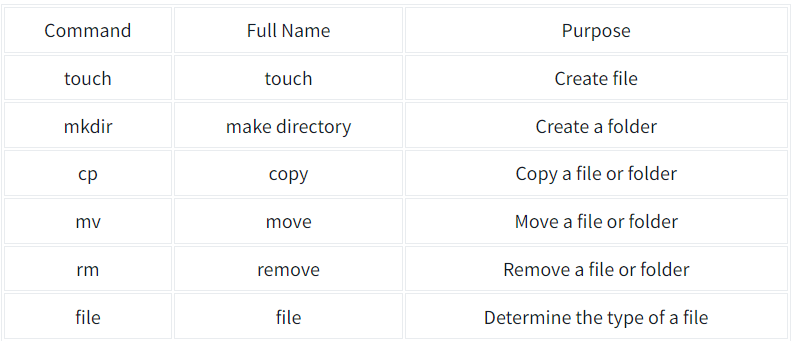 Command Full Name Purpose
touch touch Create file
mkdir make directory Create a folder
cp copy Copy a file or folder
mv move Move a file or folder
rm remove Remove a file or folder
file file Determine the type of a file